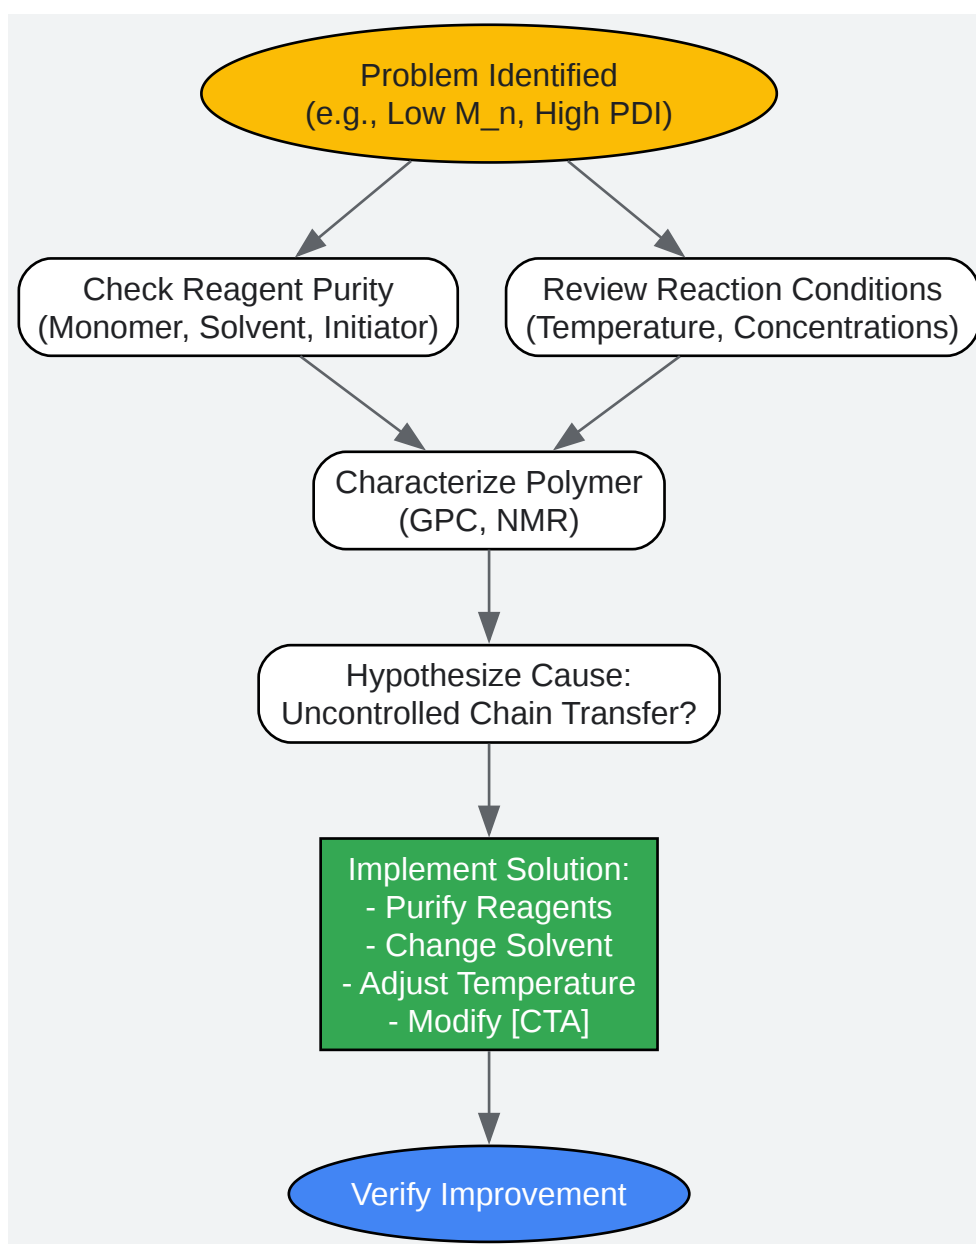 Problem Identified
(e.g., Low M_n, High PDI)
Check Reagent Purity
(Monomer, Solvent, Initiator)
Review Reaction Conditions
(Temperature, Concentrations)
Characterize Polymer
(GPC, NMR)
Hypothesize Cause:
Uncontrolled Chain Transfer?
Implement Solution:
- Purify Reagents
- Change Solvent
- Adjust Temperature
- Modify [CTA]
Verify Improvement